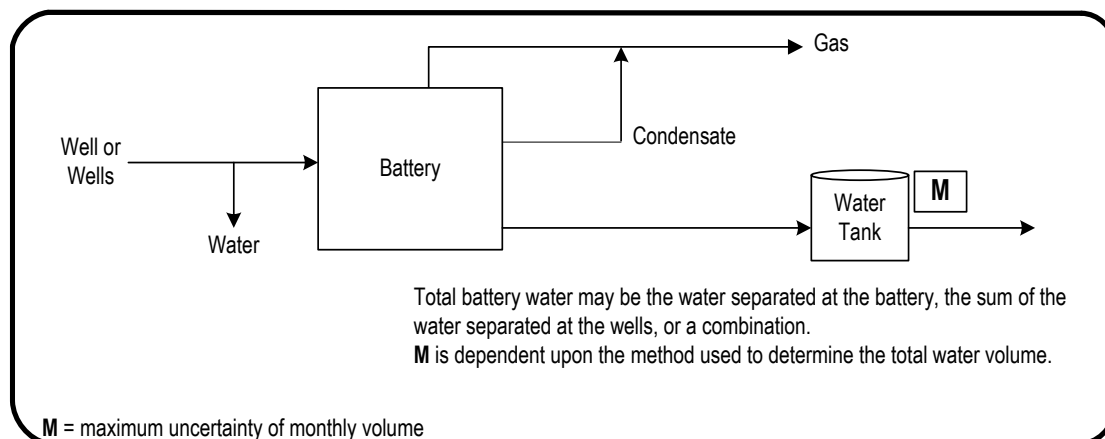 Gas
Condensate
Well or
Wells
Battery
Water
Water
Tank
M
Total battery water may be the water separated at the battery, the sum of the
water separated at the wells, or a combination.
M is dependent upon the method used to determine the total water volume.
M = maximum uncertainty of monthly volume